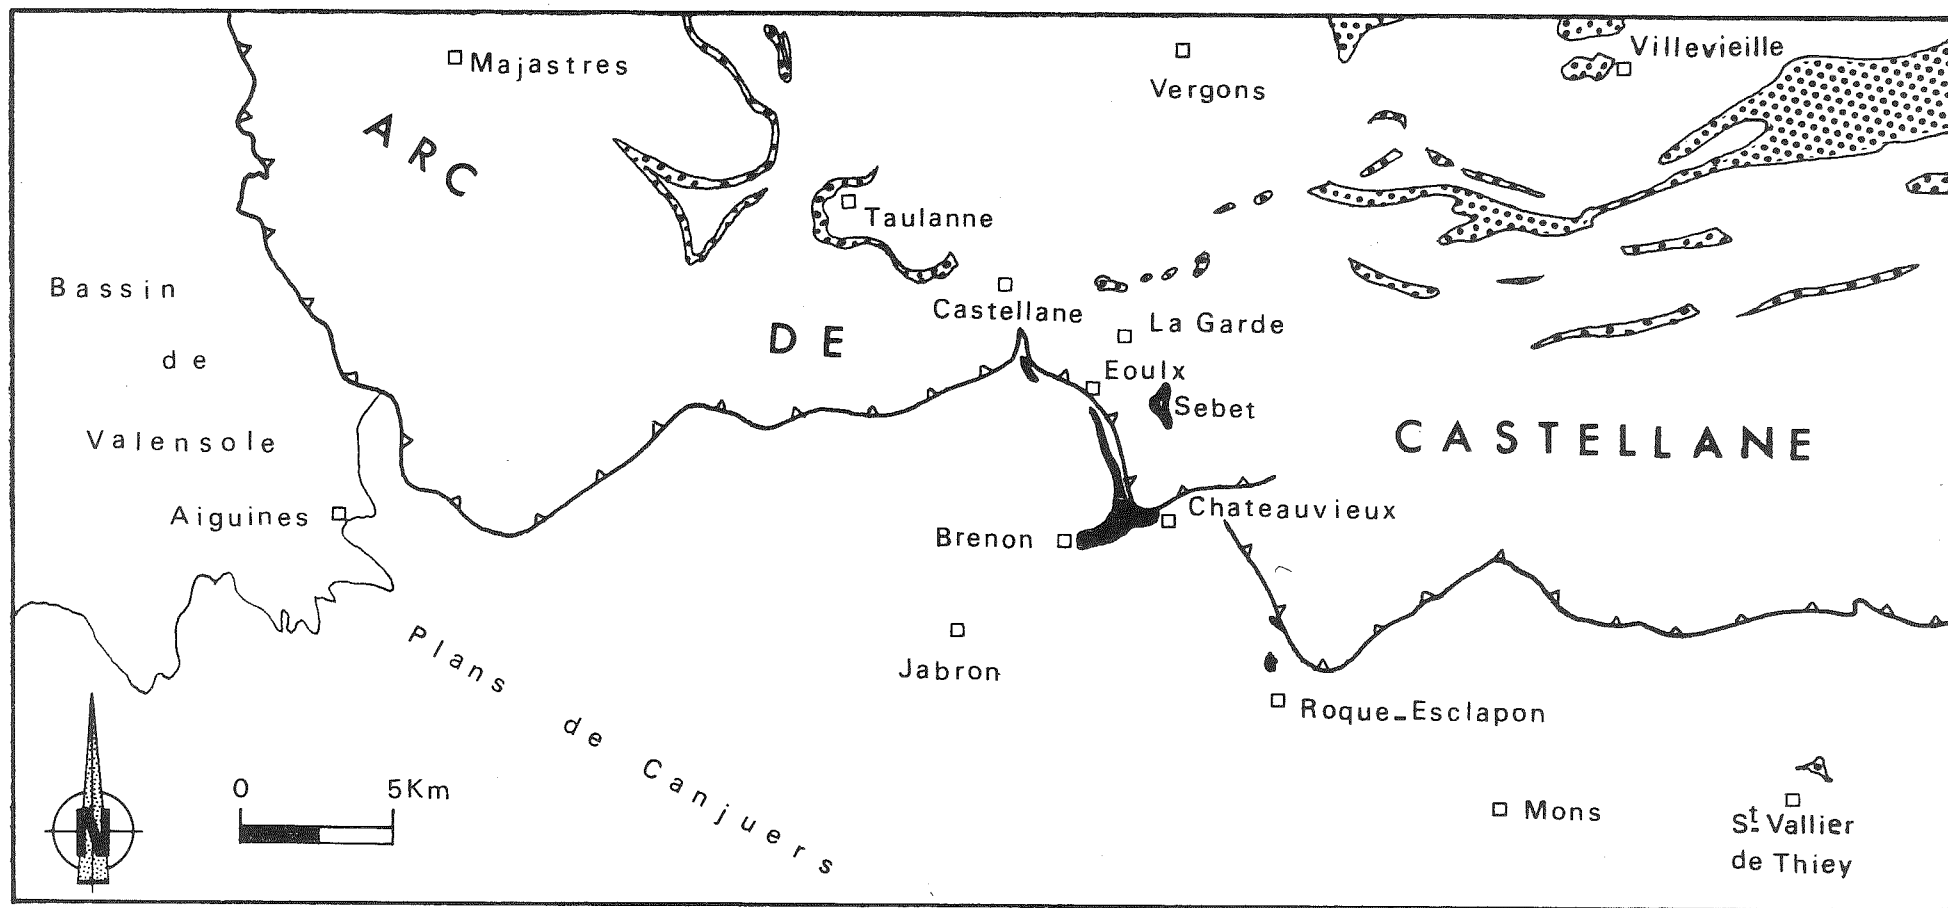 Majastres
Villevieille
Vergons
ARC
Taulanne
Bassin
de
Valensole
Castellane
La Garde
DE
Eoulx
Sebet
CASTELLANE
Aiguines
Chateauvieux
Brenon
Jabron
Plans de Canjuers
Roque-Esclapon
N
0 5Km
Mons
St Vallier
de Thiey